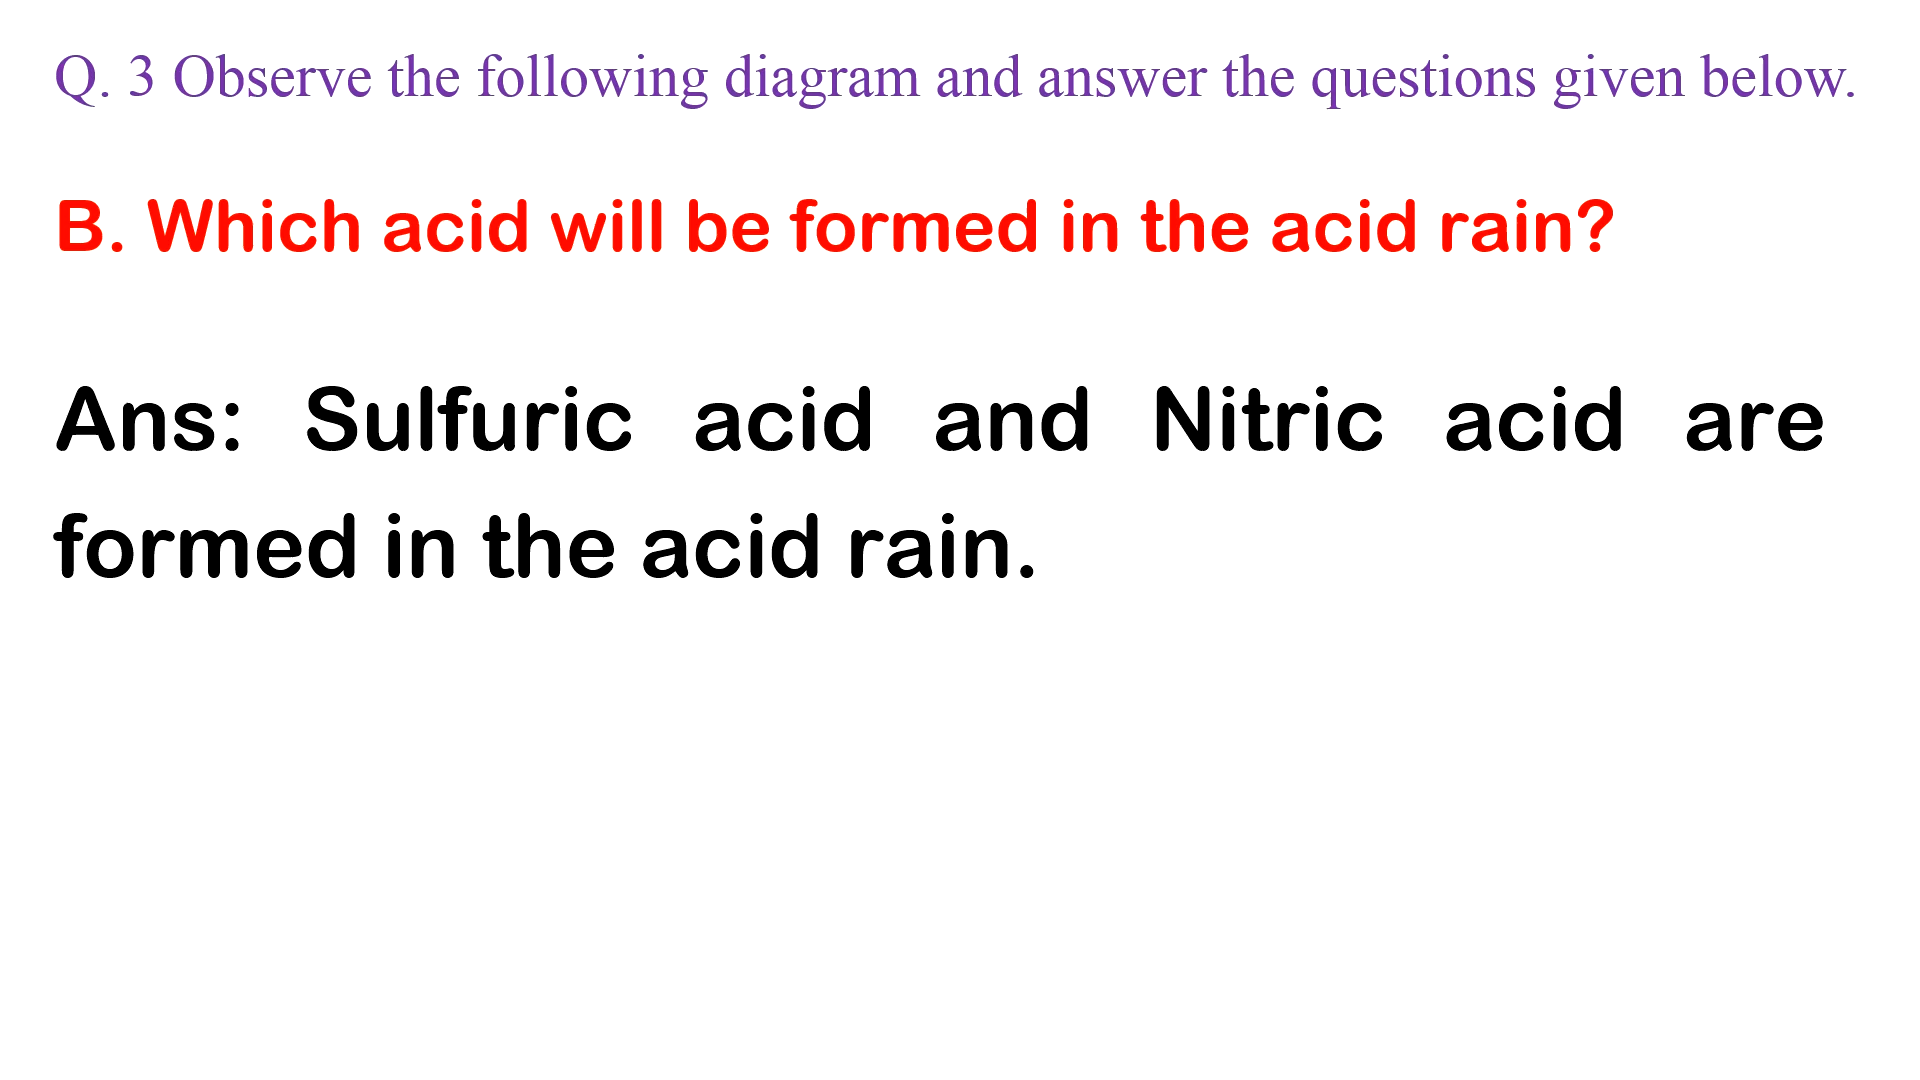 Q. 3 Observe the following diagram and answer the questions given below.
B. Which acid will be formed in the acid rain?
Ans: Sulfuric acid and Nitric acid are
formed in the acid rain.